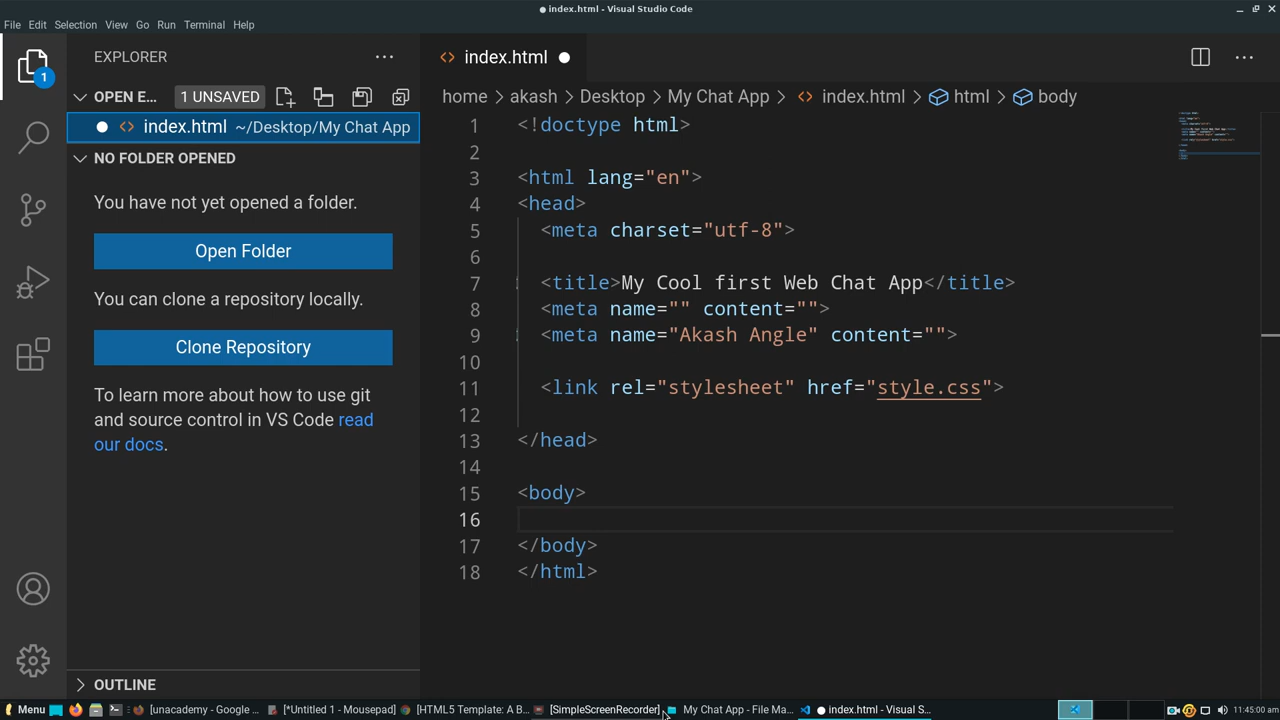 index.html - Visual Studio Code
File Edit Selection View Go Run Terminal Help
1
EXPLORER
OPEN E... 1 UNSAVED
index.html ~/Desktop/My Chat App
NO FOLDER OPENED
You have not yet opened a folder.
Open Folder
You can clone a repository locally.
Clone Repository
To learn more about how to use git
and source control in VS Code read
our docs.
OUTLINE
index.html
home > akash > Desktop > My Chat App > index.html > html > body
1 <!doctype html>
2
3 <html lang="en">
4 <head>
5 <meta charset="utf-8">
6
7 <title>My Cool first Web Chat App</title>
8 <meta name="" content="">
9 <meta name="Akash Angle" content="">
10
11 <link rel="stylesheet" href="style.css">
12
13 </head>
14
15 <body>
16
17 </body>
18 </html>
Menu [unacademy - Google ... [*Untitled 1 - Mousepad] [HTML5 Template: A B... [SimpleScreenRecorder] My Chat App - File Ma... index.html - Visual S... 11:45:00 am